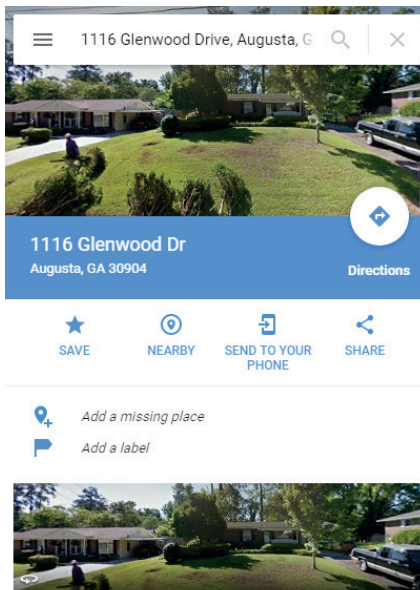 1116 Glenwood Drive, Augusta, G
1116 Glenwood Dr
Augusta, GA 30904
Directions
SAVE
NEARBY
SEND TO YOUR
PHONE
SHARE
Add a missing place
Add a label